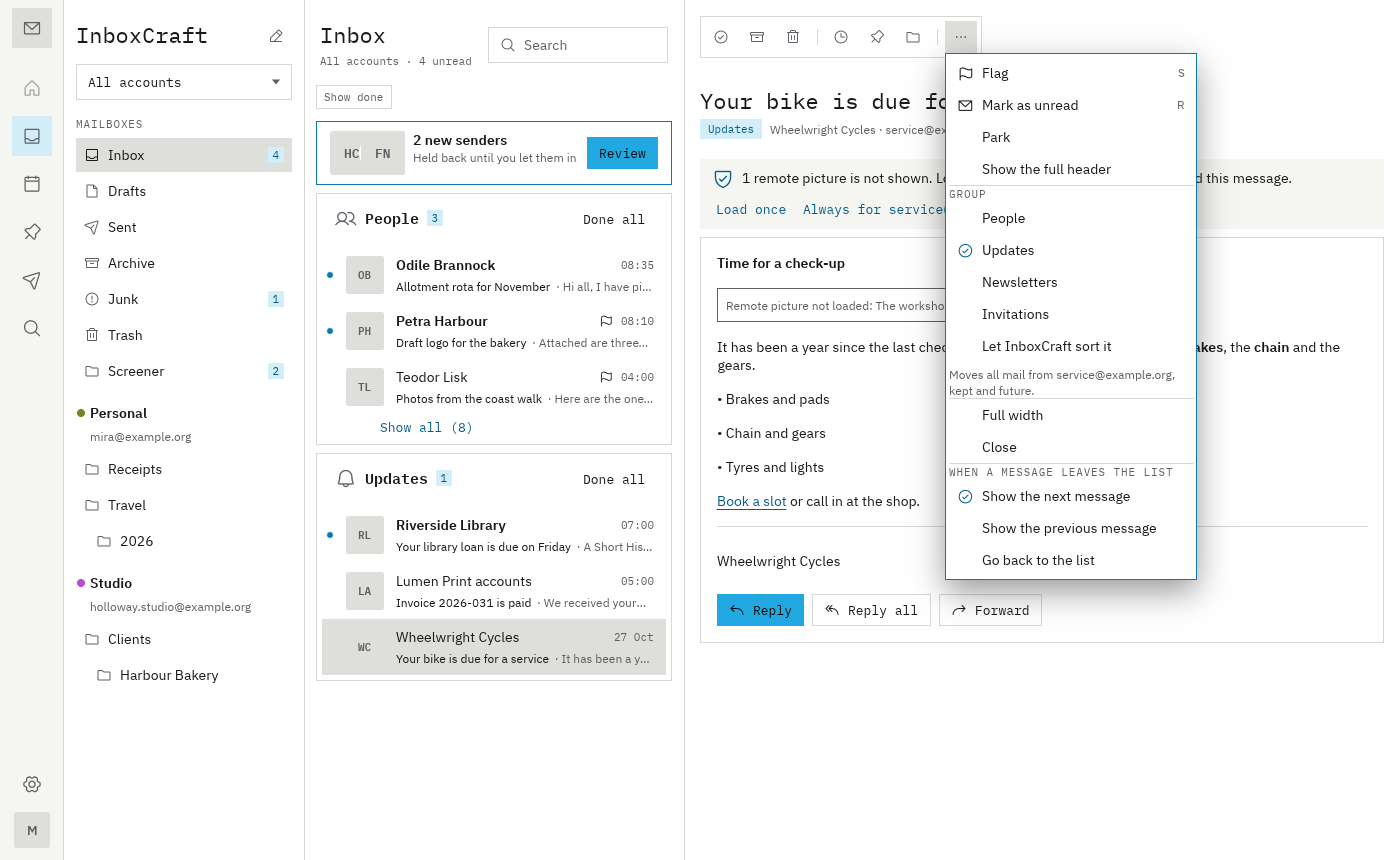 InboxCraft
All accounts
MAILBOXES
Inbox 4
Drafts
Sent
Archive
Junk 1
Trash
Screener 2
Personal
mira@example.org
Receipts
Travel
2026
Studio
holloway.studio@example.org
Clients
Harbour Bakery
M
Inbox
All accounts · 4 unread
Search
Show done
HC FN
2 new senders
Held back until you let them in
Review
People 3 Done all
OB Odile Brannock 08:35
Allotment rota for November · Hi all, I have pi…
PH Petra Harbour 08:10
Draft logo for the bakery · Attached are three…
TL Teodor Lisk 04:00
Photos from the coast walk · Here are the one…
Show all (8)
Updates 1 Done all
RL Riverside Library 07:00
Your library loan is due on Friday · A Short His…
LA Lumen Print accounts 05:00
Invoice 2026-031 is paid · We received your…
WC Wheelwright Cycles 27 Oct
Your bike is due for a service · It has been a y…
Your bike is due
Updates Wheelwright Cycles ·
1 remote picture is not shown. d this message.
Load once Always for
Time for a check-up
Remote picture not loaded: The
It has been a year since the last , the chain and the
gears.
• Brakes and pads
• Chain and gears
• Tyres and lights
Book a slot or call in at the shop.
Wheelwright Cycles
Reply Reply all Forward
Flag S
Mark as unread R
Park
Show the full header
GROUP
People
Updates
Newsletters
Invitations
Let InboxCraft sort it
Moves all mail from service@example.org,
kept and future.
Full width
Close
WHEN A MESSAGE LEAVES THE LIST
Show the next message
Show the previous message
Go back to the list